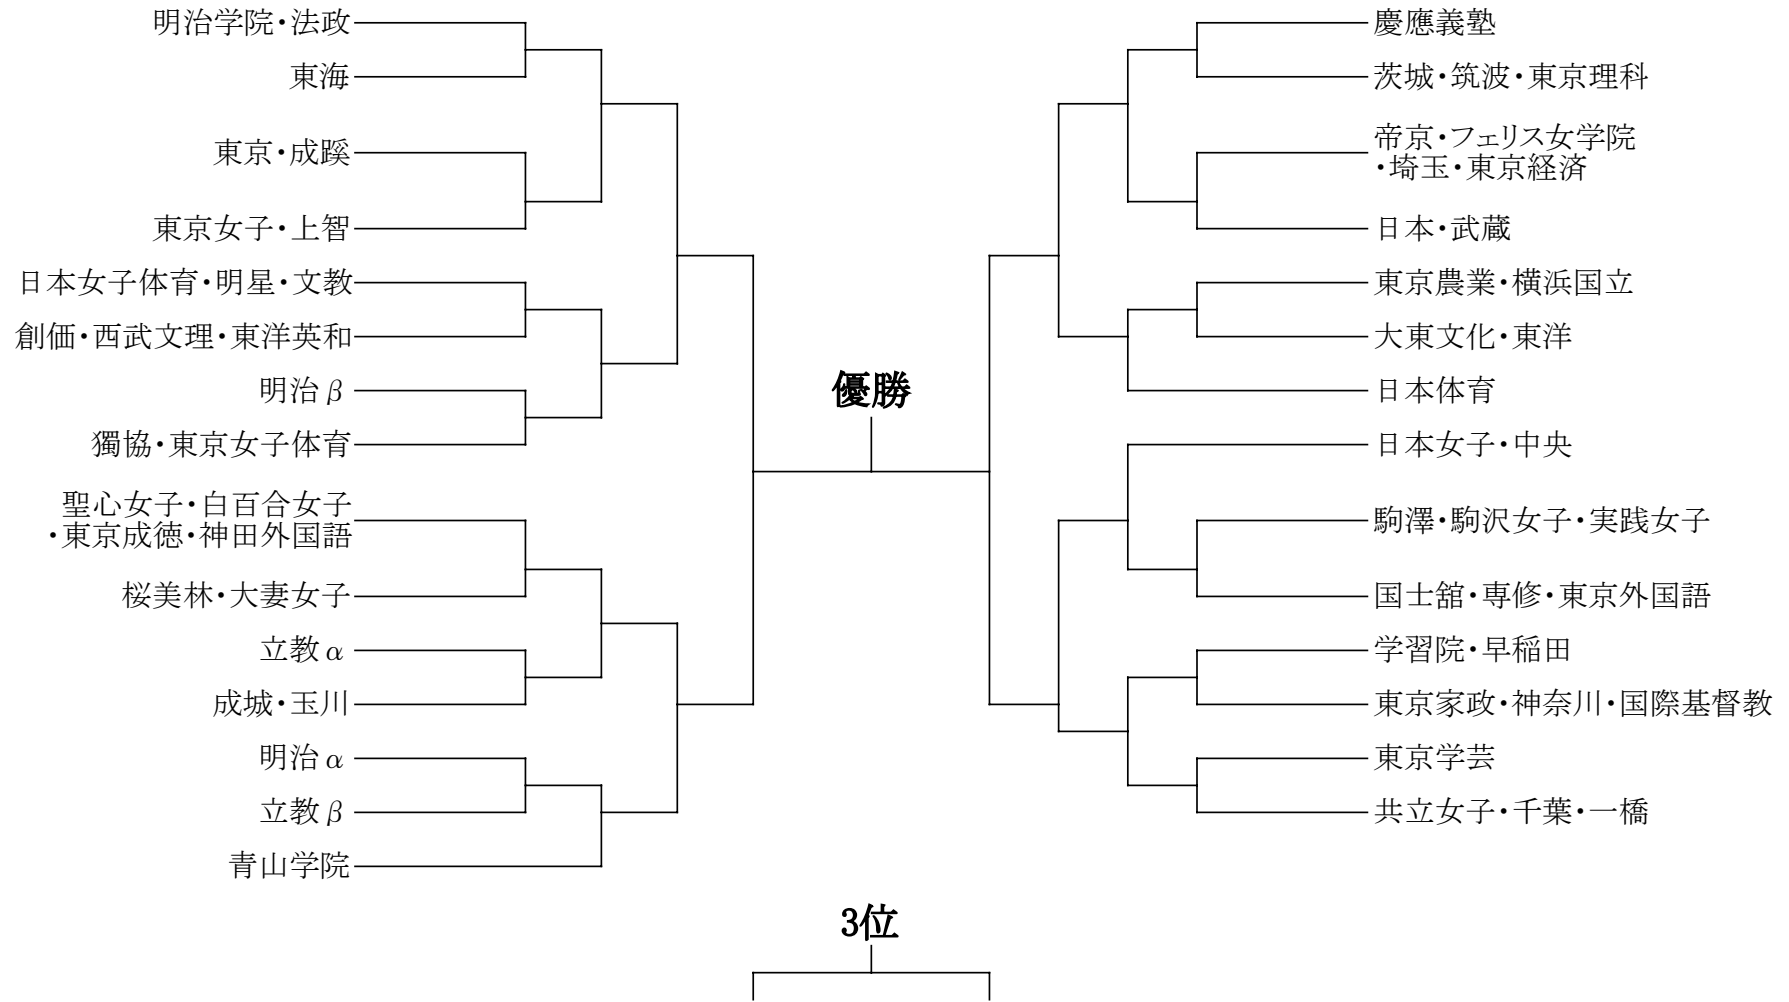 明治学院・法政
東海
東京・成蹊
東京女子・上智
日本女子体育・明星・文教
創価・西武文理・東洋英和
明治β
獨協・東京女子体育
聖心女子・白百合女子
・東京成徳・神田外国語
桜美林・大妻女子
立教α
成城・玉川
明治α
立教β
青山学院
優勝
3位
慶應義塾
茨城・筑波・東京理科
帝京・フェリス女学院
・埼玉・東京経済
日本・武蔵
東京農業・横浜国立
大東文化・東洋
日本体育
日本女子・中央
駒澤・駒沢女子・実践女子
国士舘・専修・東京外国語
学習院・早稲田
東京家政・神奈川・国際基督教
東京学芸
共立女子・千葉・一橋